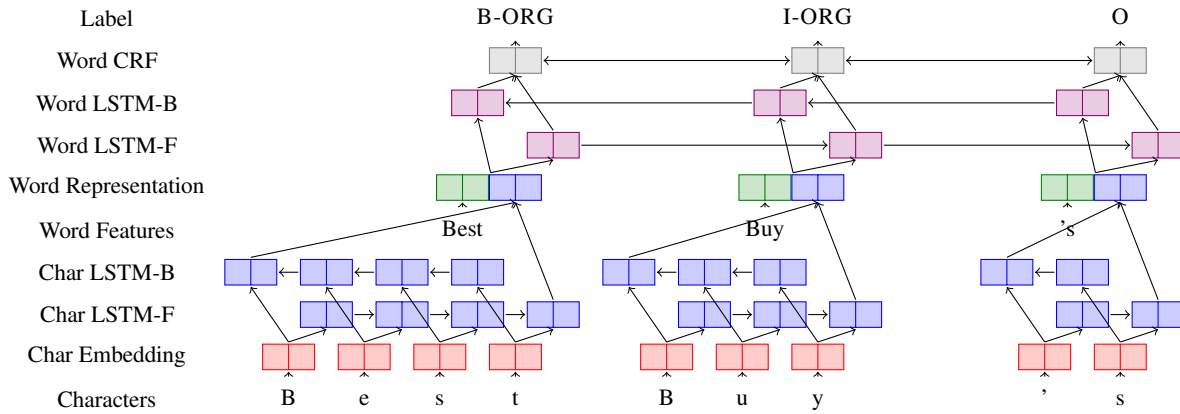 Label B-ORG I-ORG O
Word CRF
Word LSTM-B
Word LSTM-F
Word Representation
Word Features Best Buy 's
Char LSTM-B
Char LSTM-F
Char Embedding
Characters B e s t B u y ’ s